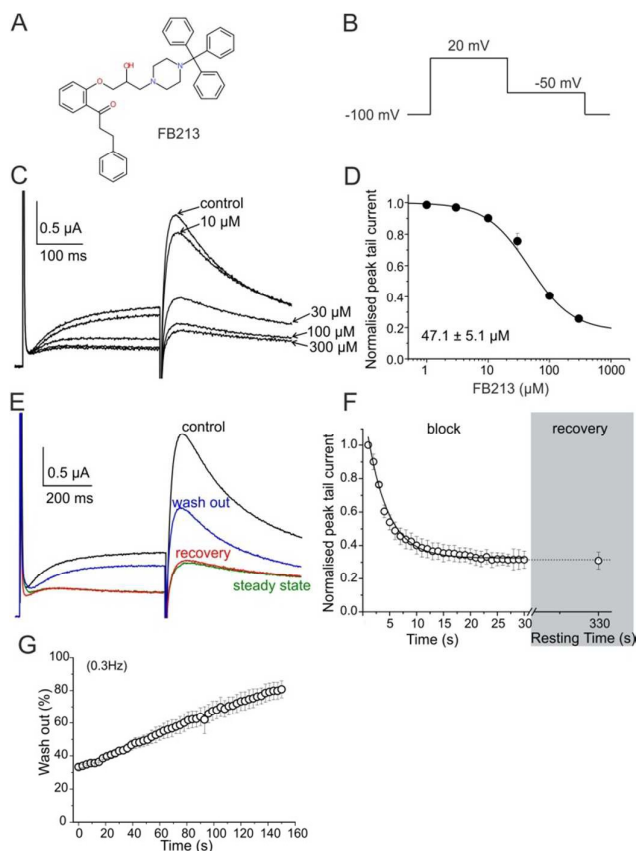 A
OH
O
N
N
O
FB213
B
20 mV
-50 mV
-100 mV
C
control
10 µM
0.5 µA
100 ms
30 µM
100 µM
300 µM
D
Normalised peak tail current
1.0
0.8
0.6
0.4
0.2
0.0
47.1 ± 5.1 µM
1 10 100 1000
FB213 (µM)
E
control
0.5 µA
200 ms
wash out
recovery
steady state
F
block
recovery
Normalised peak tail current
1.0
0.8
0.6
0.4
0.2
0.0
5 10 15 20 25 30 330
Time (s) Resting Time (s)
G
(0.3Hz)
Wash out (%)
100
80
60
40
20
0
0 20 40 60 80 100 120 140 160
Time (s)